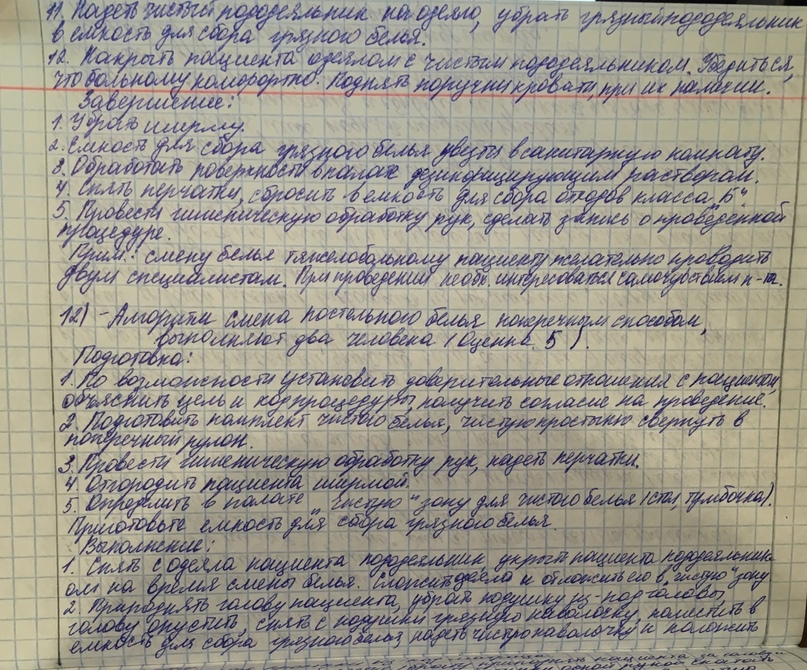 11. Надеть чистый пододеяльник на одеяло, убрать грязный пододеяльник
в емкость для сбора грязного белья.
12. Накрыть пациента одеялом с чистым пододеяльником. Убедиться,
что больному комфортно. Поднять поручни кровати, при их наличии.
Завершение:
1. Убрать ширму.
2. Емкость для сбора грязного белья увезти в санитарную комнату.
3. Обработать поверхности в палате дезинфицирующим раствором.
4. Снять перчатки, сбросить в емкость для сбора отходов класса „Б“.
5. Провести гигиеническую обработку рук, сделать запись о проведенной
процедуре.
Прим.: смену белья тяжелобольному пациенту желательно проводить
двум специалистам. При проведении необ. интересоваться самочувствием п-та.
12) - Алгоритм смена постельного белья поперечным способом,
выполняют два человека (Оценка 5).
Подготовка:
1. По возможности установить доверительные отношения с пациентом,
объяснить цель и ход процедуры, получить согласие на проведение.
2. Подготовить комплект чистого белья, чистую простыню свернуть в
поперечный рулон.
3. Провести гигиеническую обработку рук, надеть перчатки.
4. Отгородить пациента ширмой.
5. Определить в палате „чистую“ зону для чистого белья (стол, тумбочка).
Приготовьте емкость для сбора грязного белья.
Выполнение:
1. Снять с одеяла пациента пододеяльник, укрыть пациента пододеяльник-
ом на время смены белья. одеяло и отложить его в „чистую“ зону
2. Приподнять голову пациента, убрать подушку из-под головы,
голову опустить, снять с подушки грязную наволочку, поместить в
емкость для сбора грязного белья, надеть чистую наволочку и положить